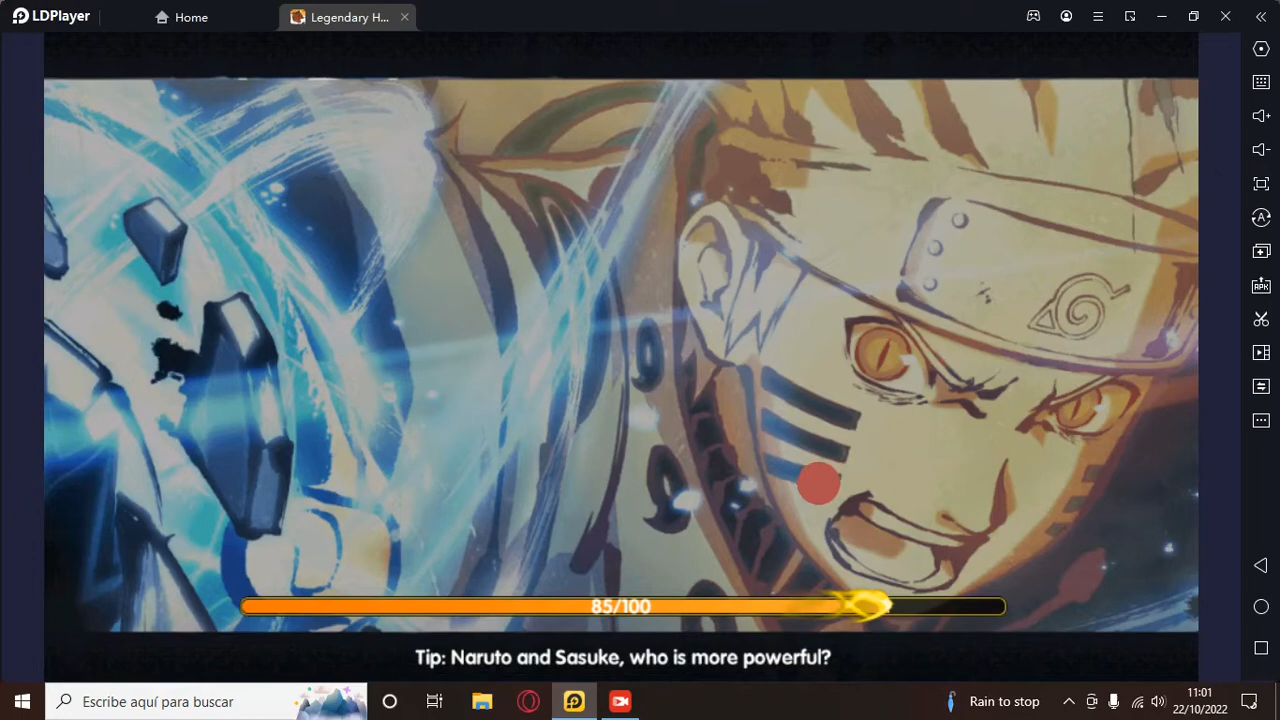 LDPlayer
Home
Legendary H...
A
APK
85/100
Tip: Naruto and Sasuke, who is more powerful?
Escribe aquí para buscar
Rain to stop
11:01
22/10/2022